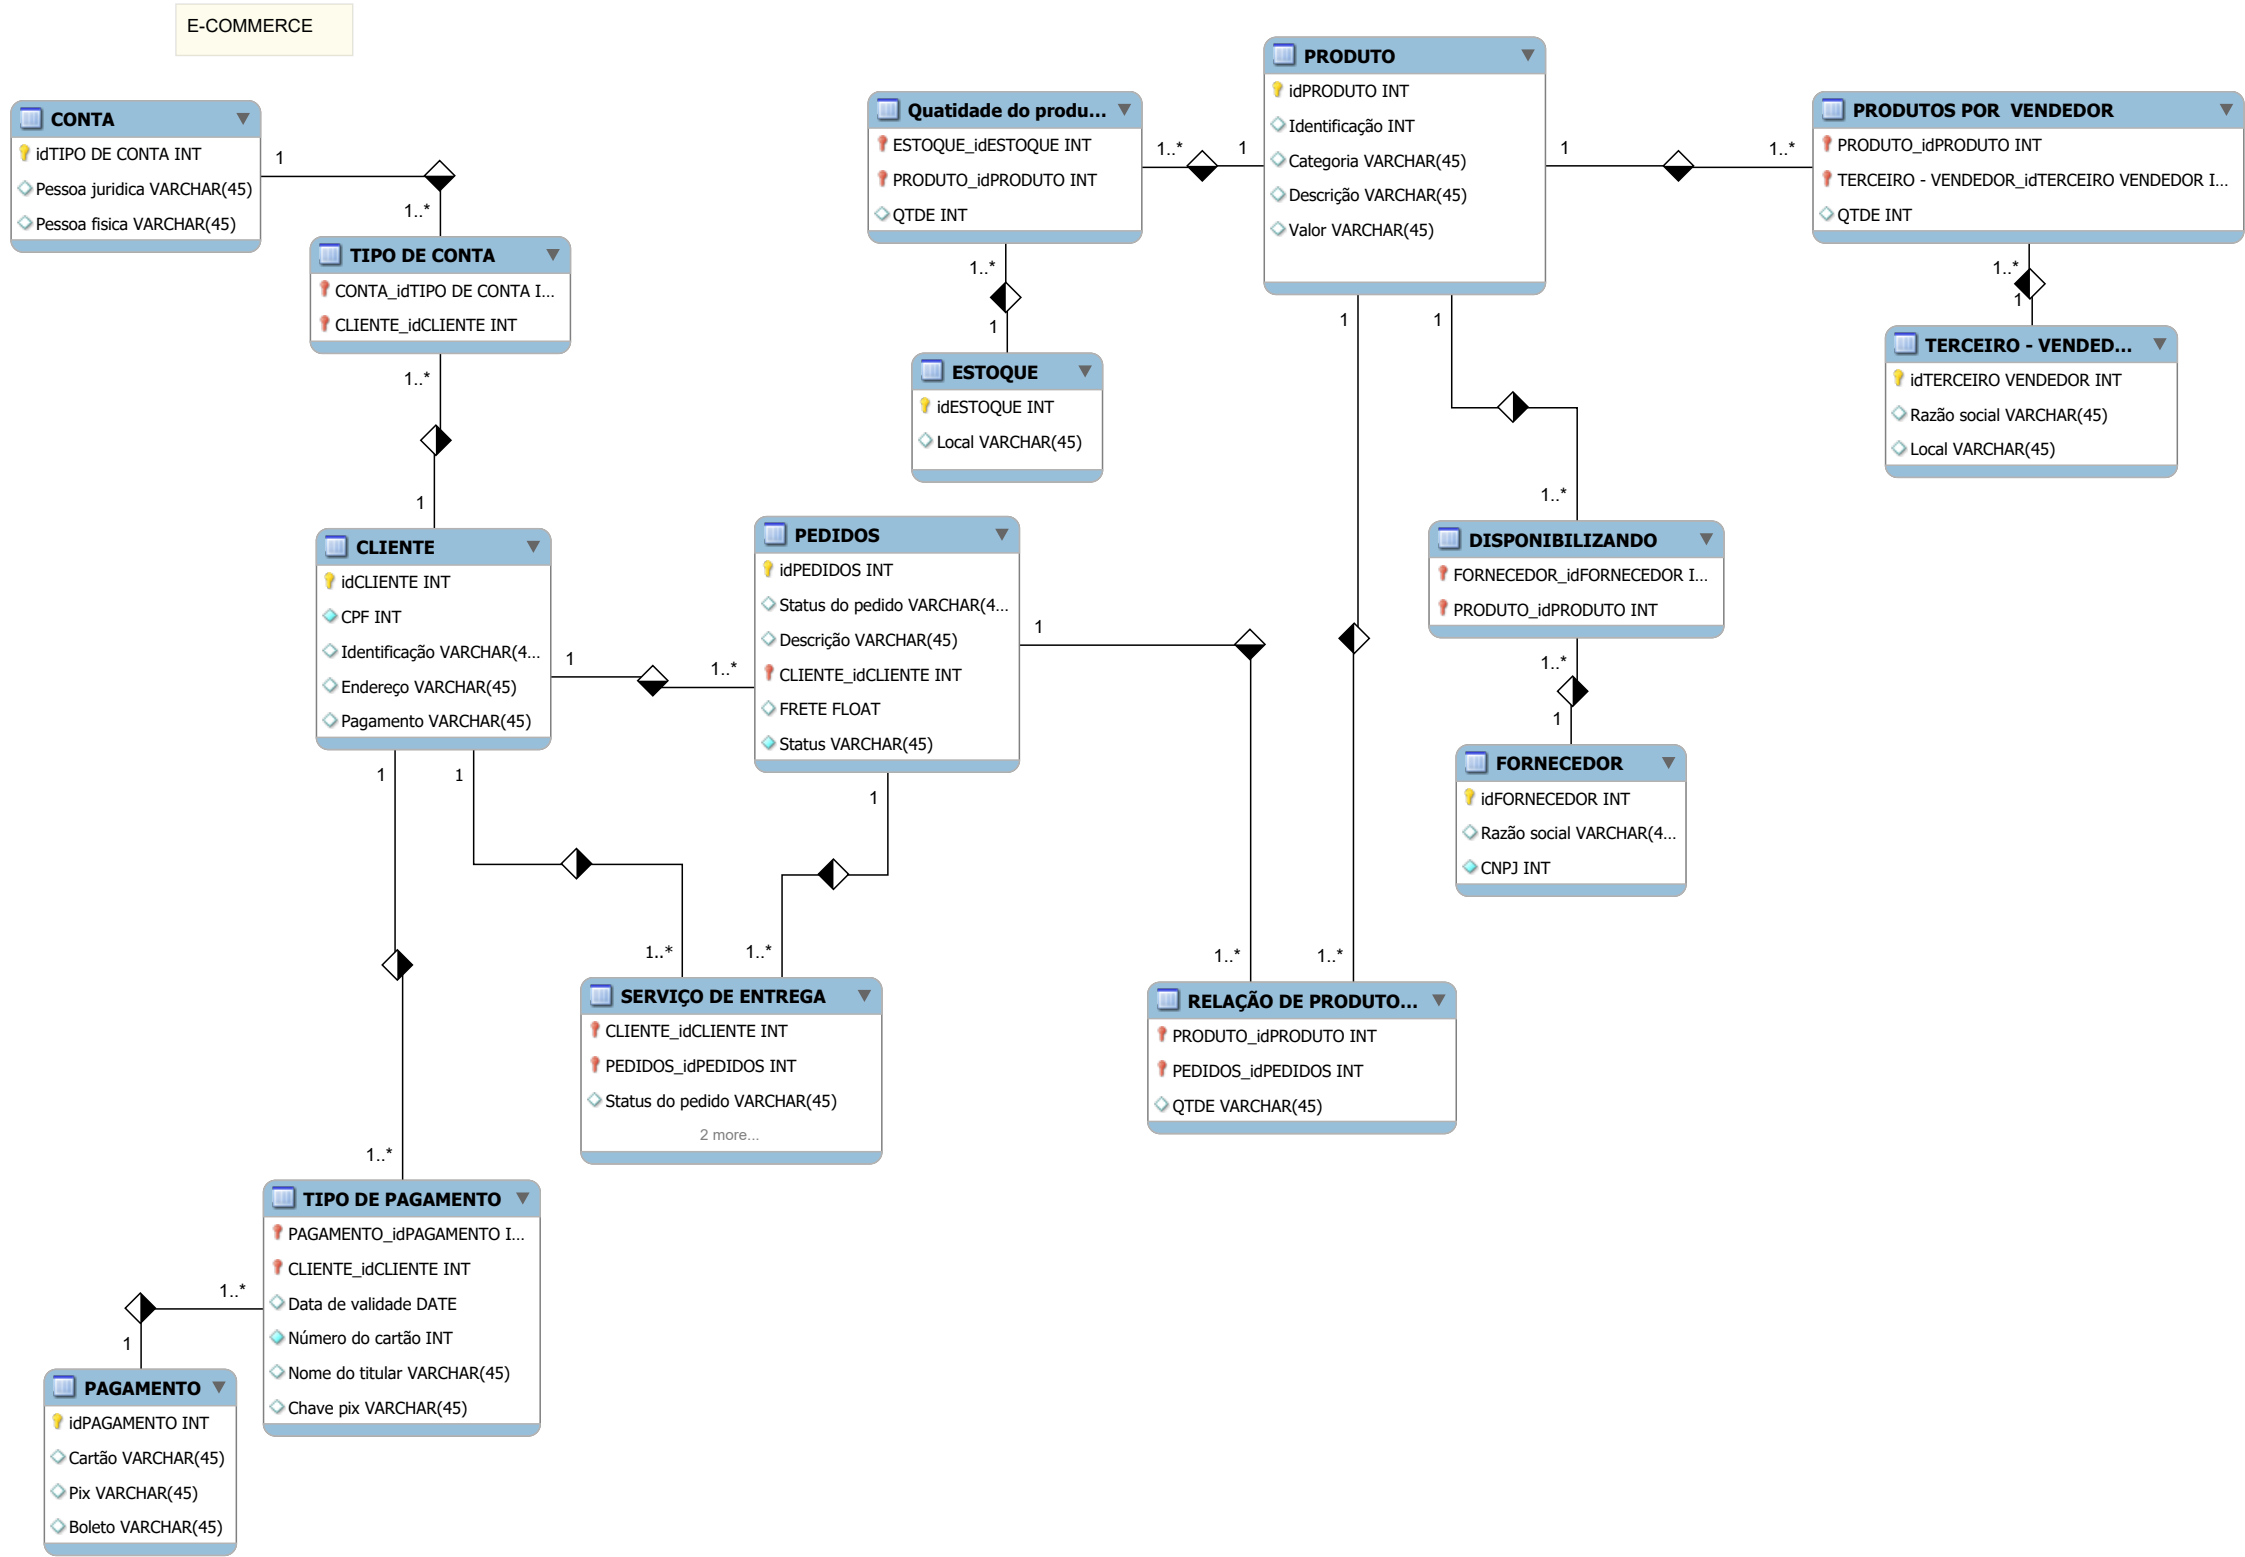 E-COMMERCE
CONTA
idTIPO DE CONTA INT
Pessoa juridica VARCHAR(45)
Pessoa fisica VARCHAR(45)
1
1..*
TIPO DE CONTA
CONTA_idTIPO DE CONTA I...
CLIENTE_idCLIENTE INT
1..*
1
CLIENTE
idCLIENTE INT
CPF INT
Identificação VARCHAR(4...
Endereço VARCHAR(45)
Pagamento VARCHAR(45)
1
1..*
1
1
PEDIDOS
idPEDIDOS INT
Status do pedido VARCHAR(4...
Descrição VARCHAR(45)
CLIENTE_idCLIENTE INT
FRETE FLOAT
Status VARCHAR(45)
1
1
Quatidade do produ...
ESTOQUE_idESTOQUE INT
PRODUTO_idPRODUTO INT
QTDE INT
1..*
1
1..*
1
ESTOQUE
idESTOQUE INT
Local VARCHAR(45)
PRODUTO
idPRODUTO INT
Identificação INT
Categoria VARCHAR(45)
Descrição VARCHAR(45)
Valor VARCHAR(45)
1
1..*
1
1
PRODUTOS POR  VENDEDOR
PRODUTO_idPRODUTO INT
TERCEIRO - VENDEDOR_idTERCEIRO VENDEDOR I...
QTDE INT
1..*
1
TERCEIRO - VENDED...
idTERCEIRO VENDEDOR INT
Razão social VARCHAR(45)
Local VARCHAR(45)
1..*
DISPONIBILIZANDO
FORNECEDOR_idFORNECEDOR I...
PRODUTO_idPRODUTO INT
1..*
1
FORNECEDOR
idFORNECEDOR INT
Razão social VARCHAR(4...
CNPJ INT
1..*
1..*
SERVIÇO DE ENTREGA
CLIENTE_idCLIENTE INT
PEDIDOS_idPEDIDOS INT
Status do pedido VARCHAR(45)
2 more...
1..*
1..*
RELAÇÃO DE PRODUTO...
PRODUTO_idPRODUTO INT
PEDIDOS_idPEDIDOS INT
QTDE VARCHAR(45)
1..*
TIPO DE PAGAMENTO
PAGAMENTO_idPAGAMENTO I...
CLIENTE_idCLIENTE INT
Data de validade DATE
Número do cartão INT
Nome do titular VARCHAR(45)
Chave pix VARCHAR(45)
1..*
1
PAGAMENTO
idPAGAMENTO INT
Cartão VARCHAR(45)
Pix VARCHAR(45)
Boleto VARCHAR(45)